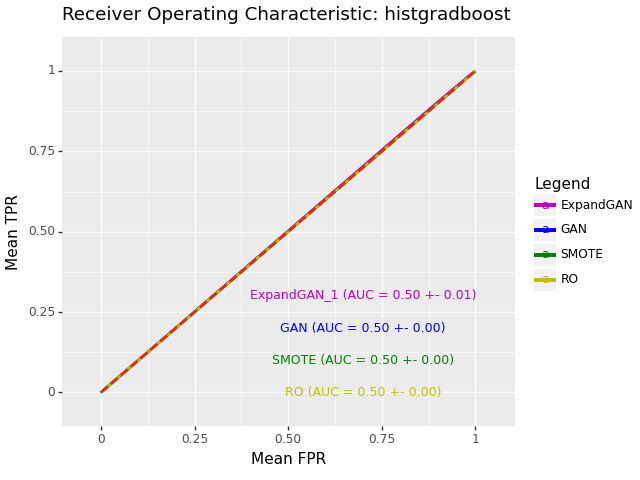 Receiver Operating Characteristic: histgradboost
Mean TPR
1
0.75
0.50
0.25
0
ExpandGAN_1 (AUC = 0.50 +- 0.01)
GAN (AUC = 0.50 +- 0.00)
SMOTE (AUC = 0.50 +- 0.00)
RO (AUC = 0.50 +- 0.00)
0 0.25 0.50 0.75 1
Mean FPR
Legend
a ExpandGAN
a GAN
a SMOTE
a RO